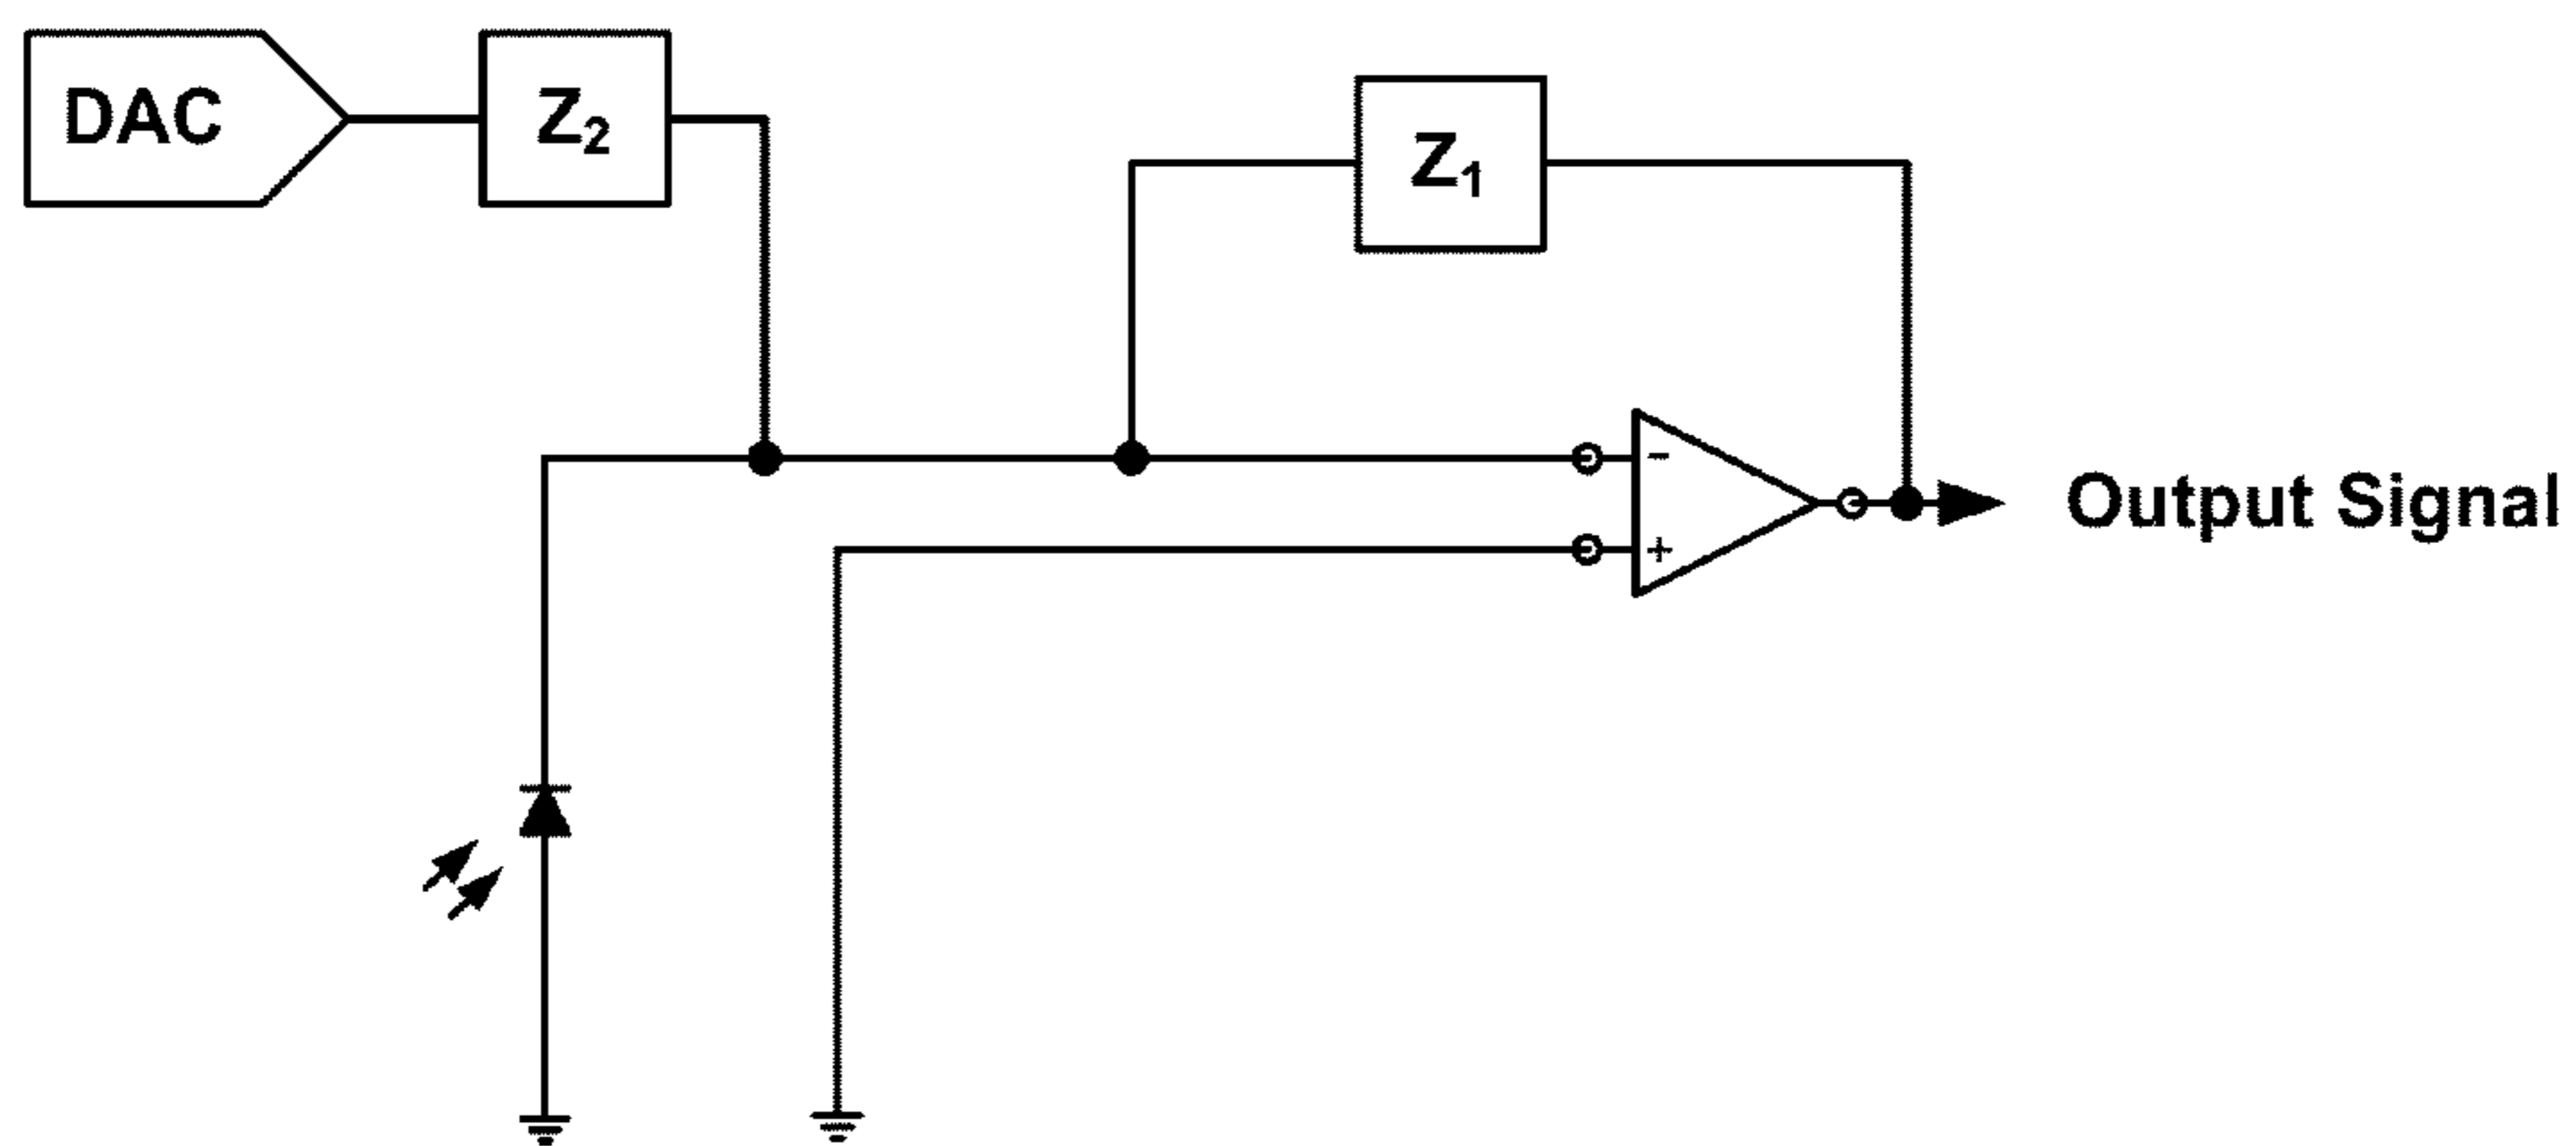 DAC
Z₂
Z₁
-
+
Output Signal